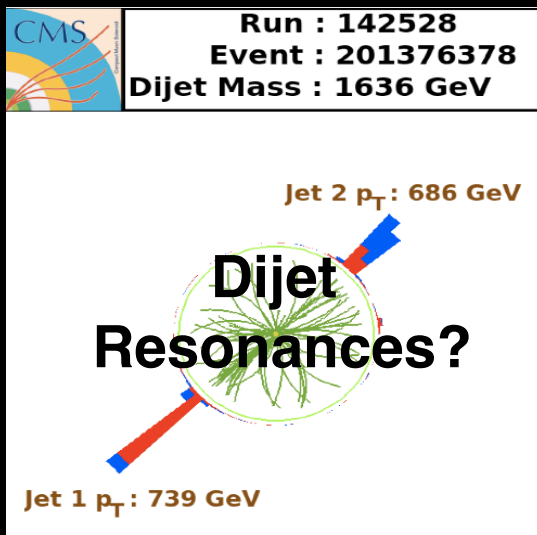 CMS
Run : 142528
Event : 201376378
Dijet Mass : 1636 GeV
Jet 2 pT : 686 GeV
Dijet
Resonances?
Jet 1 pT : 739 GeV